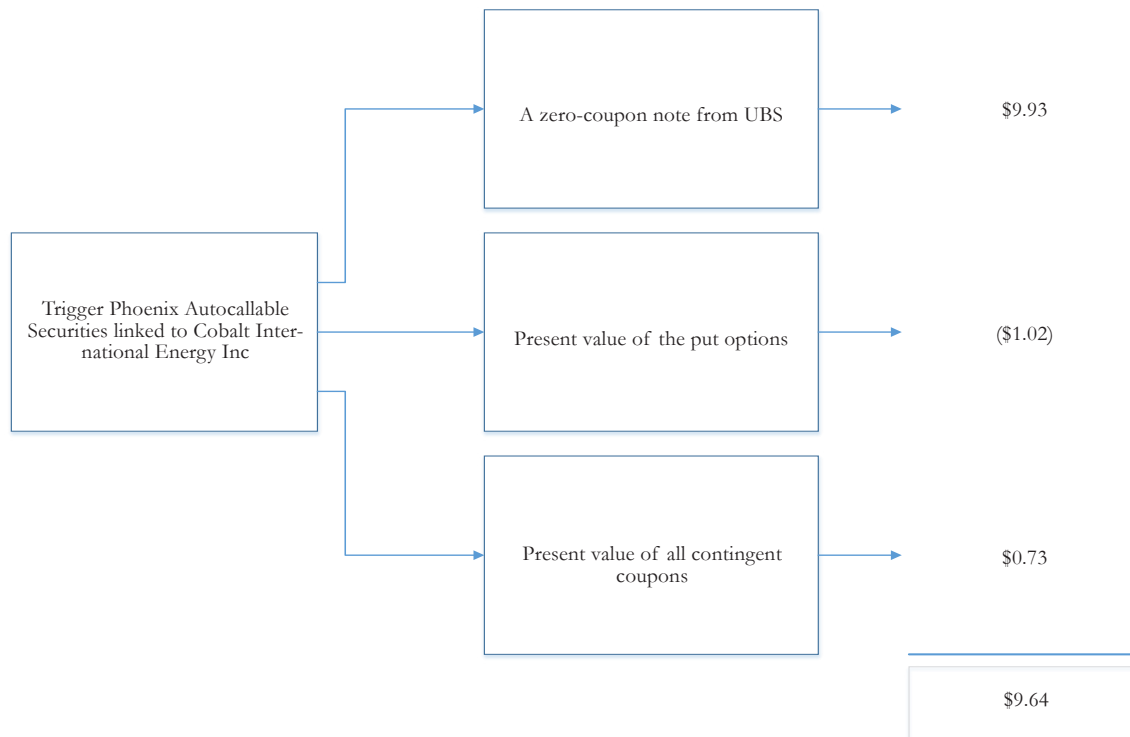 A zero-coupon note from UBS
$9.93
Trigger Phoenix Autocallable
Securities linked to Cobalt Inter-
national Energy Inc
Present value of the put options
($1.02)
Present value of all contingent
coupons
$0.73
$9.64